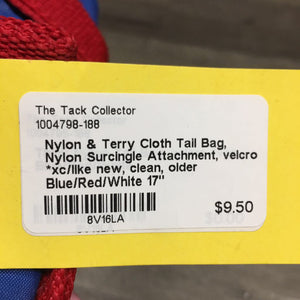 The Tack Collector
1004798-188
Nylon & Terry Cloth Tail Bag,
Nylon Surcingle Attachment, velcro
*xc/like new, clean, older
Blue/Red/White 17"
$9.50
8V16LA